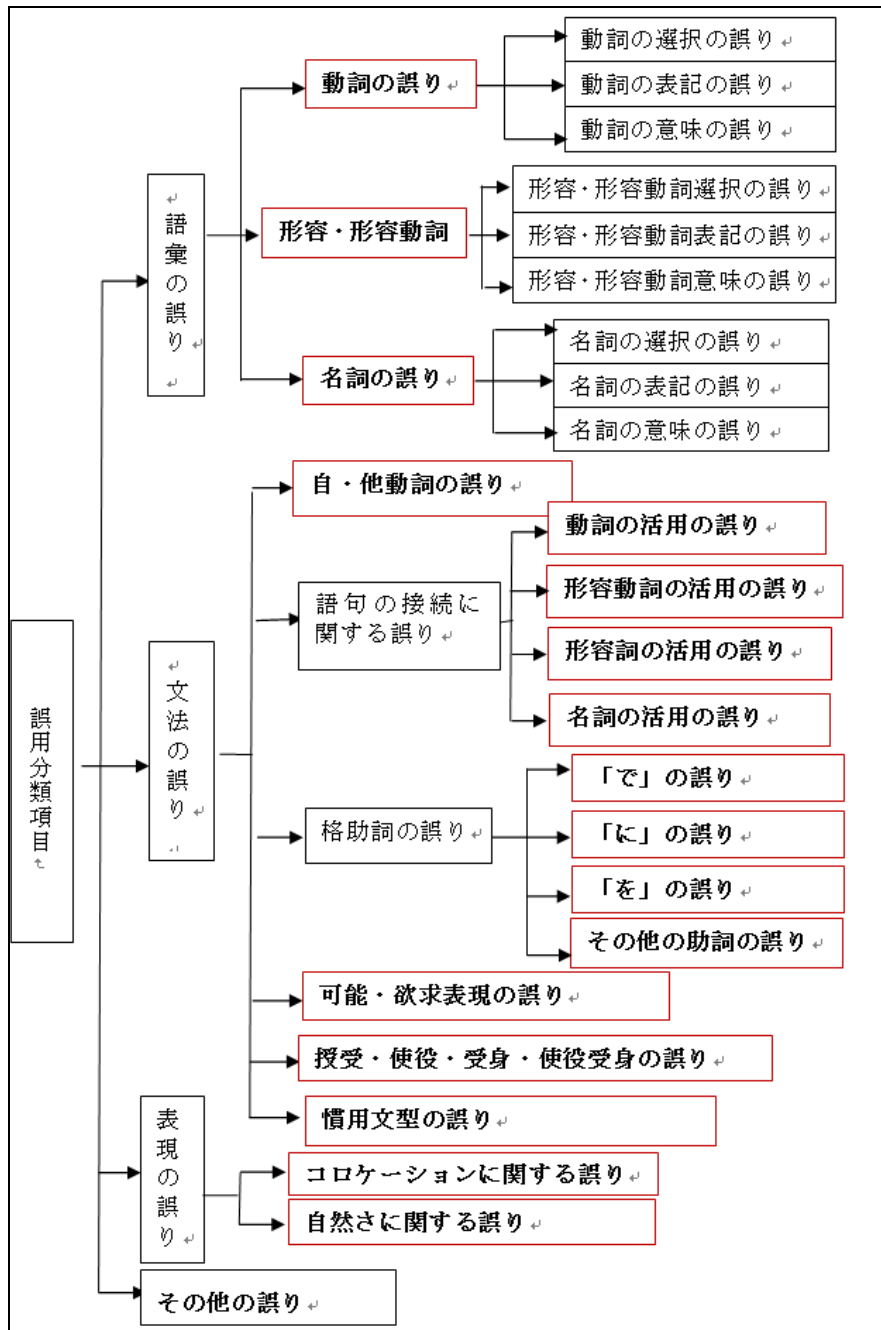 誤用分類項目
語彙の誤り
動詞の誤り
動詞の選択の誤り
動詞の表記の誤り
動詞の意味の誤り
形容・形容動詞
形容・形容動詞選択の誤り
形容・形容動詞表記の誤り
形容・形容動詞意味の誤り
名詞の誤り
名詞の選択の誤り
名詞の表記の誤り
名詞の意味の誤り
文法の誤り
自・他動詞の誤り
語句の接続に
関する誤り
動詞の活用の誤り
形容動詞の活用の誤り
形容詞の活用の誤り
名詞の活用の誤り
格助詞の誤り
「で」の誤り
「に」の誤り
「を」の誤り
その他の助詞の誤り
可能・欲求表現の誤り
授受・使役・受身・使役受身の誤り
慣用文型の誤り
表現の誤り
コロケーションに関する誤り
自然さに関する誤り
その他の誤り